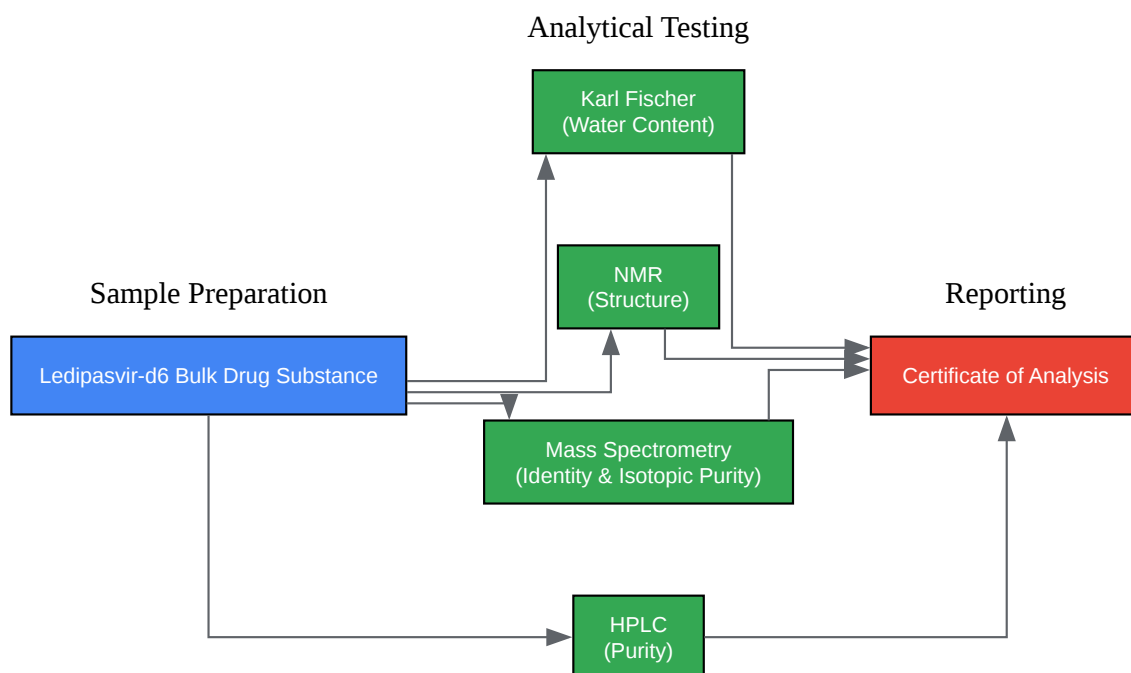 Analytical Testing
Karl Fischer
(Water Content)
NMR
(Structure)
Sample Preparation
Reporting
Ledipasvir-d6 Bulk Drug Substance
Certificate of Analysis
Mass Spectrometry
(Identity & Isotopic Purity)
HPLC
(Purity)